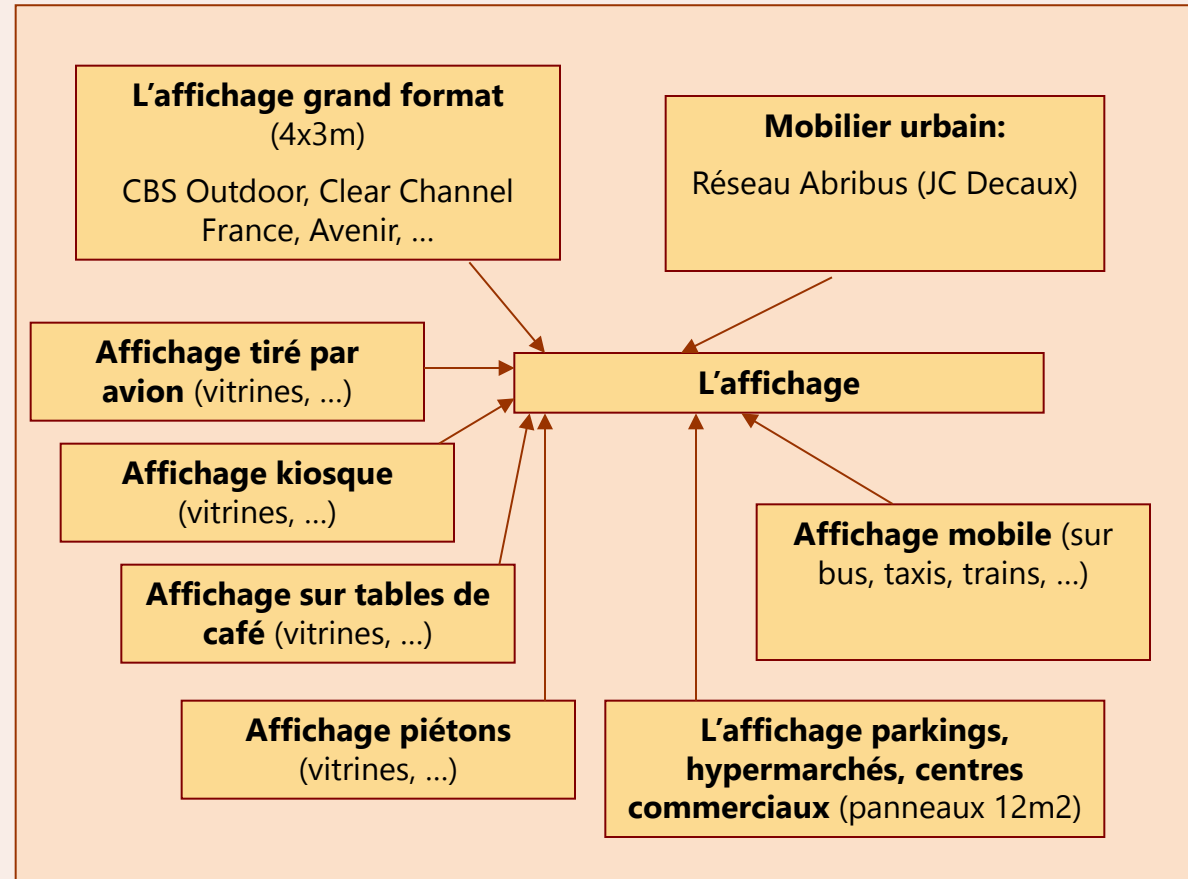 L’affichage grand format
(4x3m)
CBS Outdoor, Clear Channel
France, Avenir, ...
Mobilier urbain:
Réseau Abribus (JC Decaux)
Affichage tiré par
avion (vitrines, ...)
L’affichage
Affichage kiosque
(vitrines, ...)
Affichage mobile (sur
bus, taxis, trains, ...)
Affichage sur tables de
café (vitrines, ...)
Affichage piétons
(vitrines, ...)
L’affichage parkings,
hypermarchés, centres
commerciaux (panneaux 12m2)